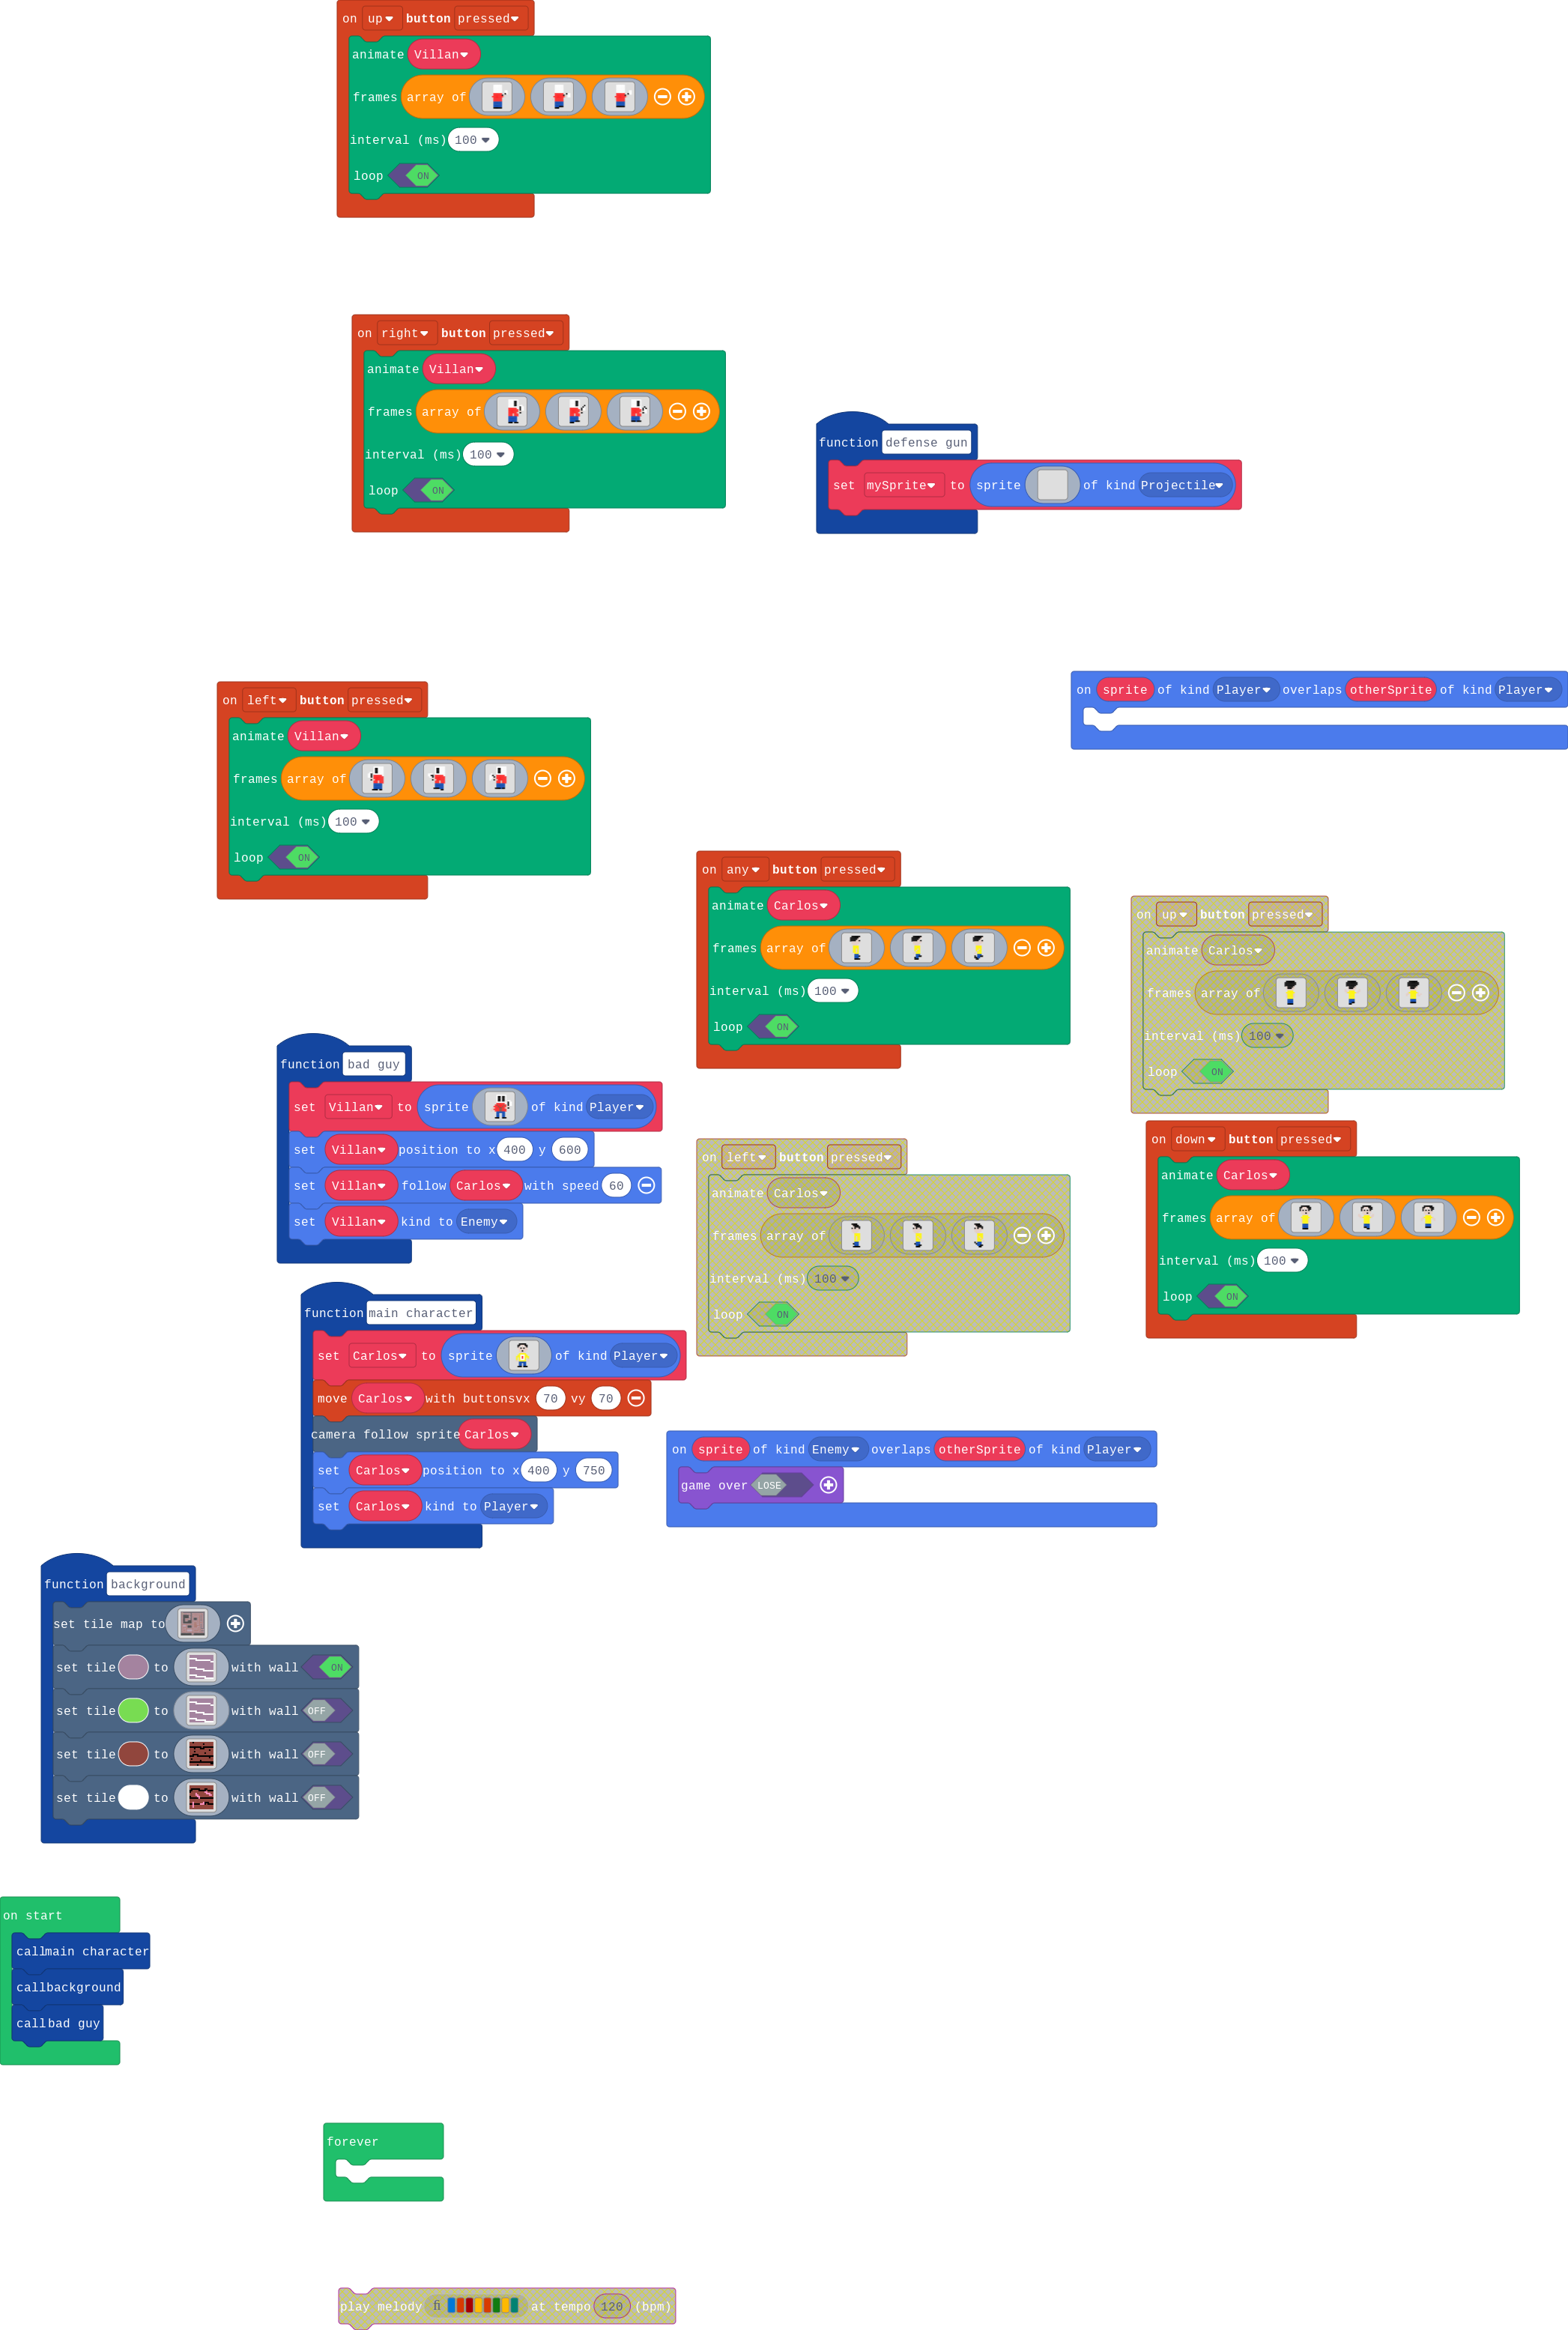 on up button pressed
animate Villan
frames array of
interval (ms) 100
loop ON
on right button pressed
animate Villan
frames array of
interval (ms) 100
loop ON
function defense gun
set mySprite to sprite of kind Projectile
on left button pressed
animate Villan
frames array of
interval (ms) 100
loop ON
on sprite of kind Player overlaps otherSprite of kind Player
on any button pressed
animate Carlos
frames array of
interval (ms) 100
loop ON
on up button pressed
animate Carlos
frames array of
interval (ms) 100
loop ON
function bad guy
set Villan to sprite of kind Player
set Villan position to x 400 y 600
set Villan follow Carlos with speed 60
set Villan kind to Enemy
on left button pressed
animate Carlos
frames array of
interval (ms) 100
loop ON
on down button pressed
animate Carlos
frames array of
interval (ms) 100
loop ON
function main character
set Carlos to sprite of kind Player
move Carlos with buttons vx 70 vy 70
camera follow sprite Carlos
set Carlos position to x 400 y 750
set Carlos kind to Player
on sprite of kind Enemy overlaps otherSprite of kind Player
game over LOSE
function background
set tile map to
set tile to with wall ON
set tile to with wall OFF
set tile to with wall OFF
set tile to with wall OFF
on start
call main character
call background
call bad guy
forever
play melody at tempo 120 (bpm)